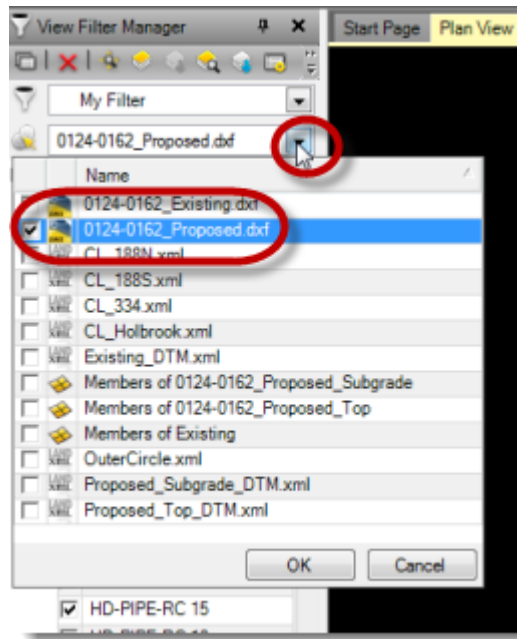 View Filter Manager
Start Page Plan View
My Filter
0124-0162_Proposed.dxf
Name
0124-0162_Existing.dxf
0124-0162_Proposed.dxf
CL_188N.xml
CL_188S.xml
CL_334.xml
CL_Holbrook.xml
Existing_DTM.xml
Members of 0124-0162_Proposed_Subgrade
Members of 0124-0162_Proposed_Top
Members of Existing
OuterCircle.xml
Proposed_Subgrade_DTM.xml
Proposed_Top_DTM.xml
OK Cancel
HD-PIPE-RC 15